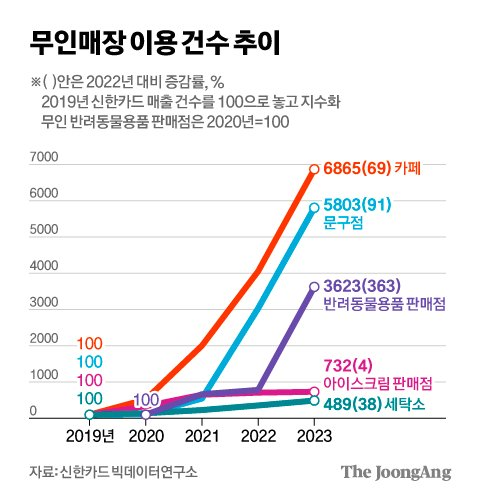 무인매장 이용 건수 추이
※( )안은 2022년 대비 증감률, %
2019년 신한카드 매출 건수를 100으로 놓고 지수화
무인 반려동물용품 판매점은 2020년=100
7000
6000
5000
4000
3000
2000
1000
0
6865(69) 카페
5803(91)
문구점
3623(363)
반려동물용품 판매점
732(4)
아이스크림 판매점
489(38) 세탁소
100
100
100
100
100
2019년 2020 2021 2022 2023
자료:신한카드 빅데이터연구소
The JoongAng